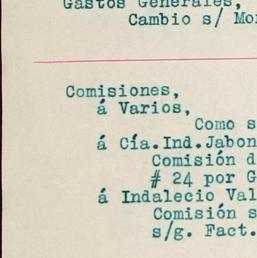 Gastos Generales,
Cambio s/ Mo
Comisiones,
á Varios,
Como s
á Cía.Ind.Jabon
Comisión d
# 24 por G
á Indalecio Val
Comisión s
s/g. Fact.